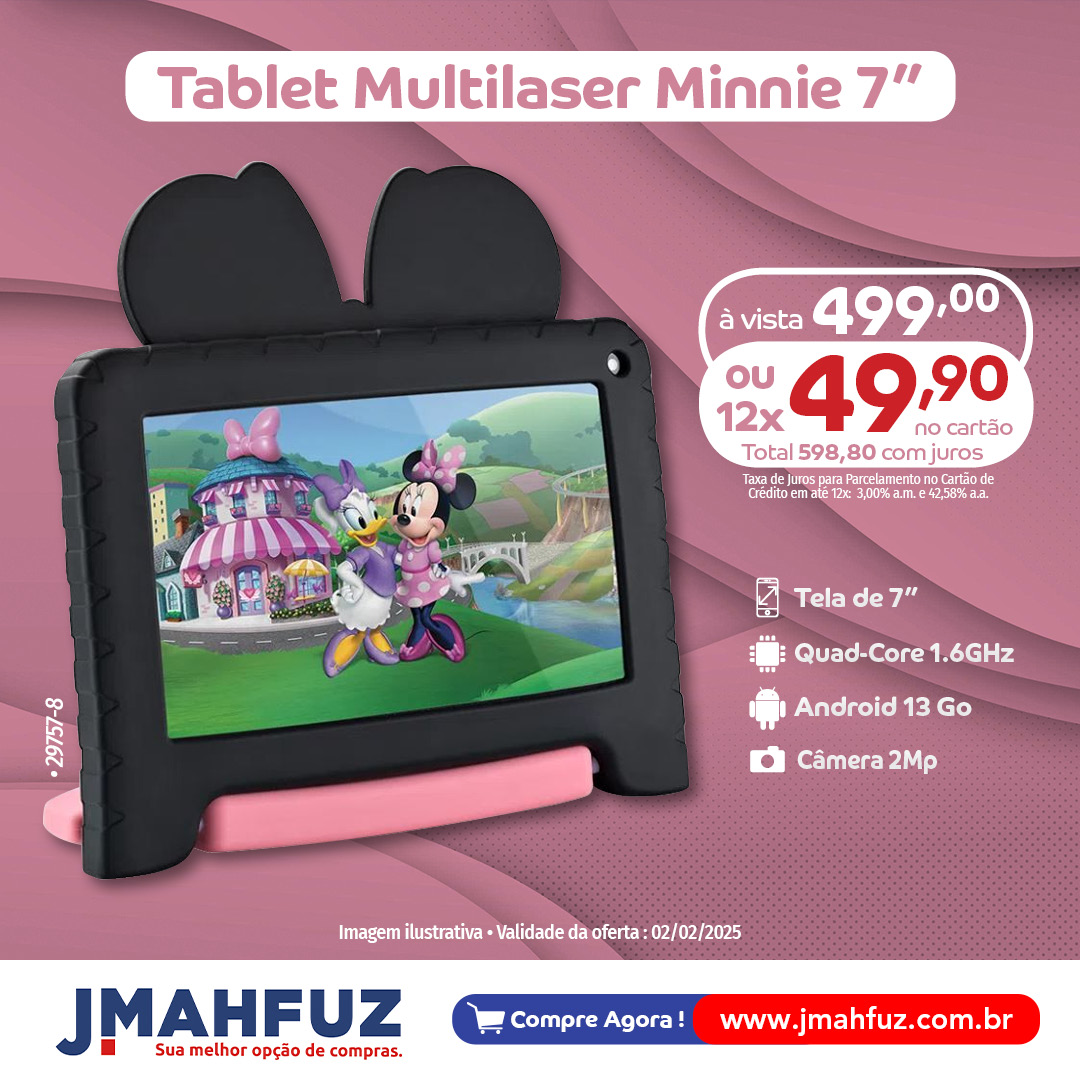 Tablet Multilaser Minnie 7”
à vista 499,00
ou
12x 49,90
no cartão
Total 598,80 com juros
Taxa de Juros para Parcelamento no Cartão de
Crédito em até 12x: 3,00% a.m. e 42,58% a.a.
Tela de 7”
Quad-Core 1.6GHz
Android 13 Go
Câmera 2Mp
• 29757-8
Imagem ilustrativa • Validade da oferta : 02/02/2025
JMAHFUZ
Sua melhor opção de compras.
Compre Agora !
www.jmahfuz.com.br